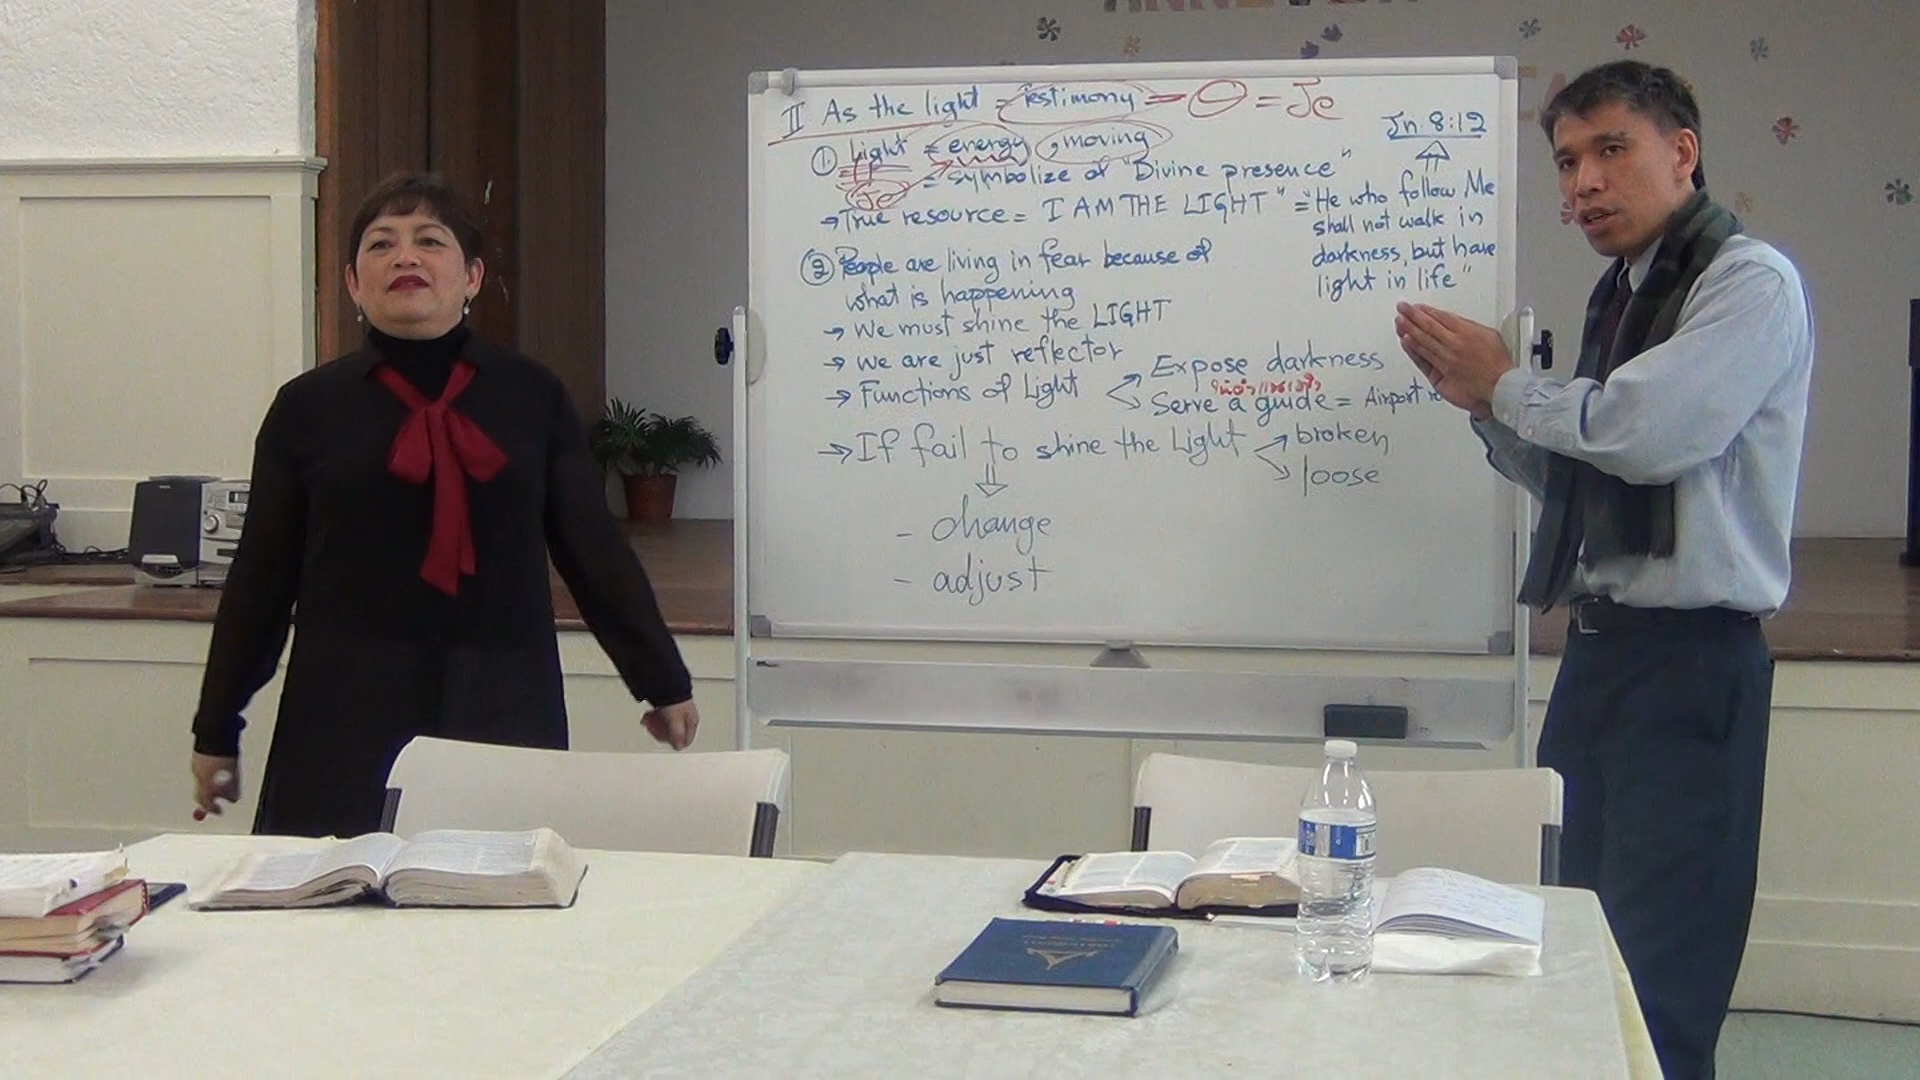 II As the light = Testimony = = Je
① Light = energy, moving
= symbolize of "Divine presence"
Je
→ True resource = I AM THE LIGHT" =
Jn. 8:12
"He who follow Me
shall not walk in
darkness, but have
light in life"
② People are living in fear because of
what is happening
→ We must shine the LIGHT
→ we are just reflector
→ Functions of Light
Expose darkness
Serve a guide = Airport
→ If fail to shine the Light
broken
loose
- change
- adjust